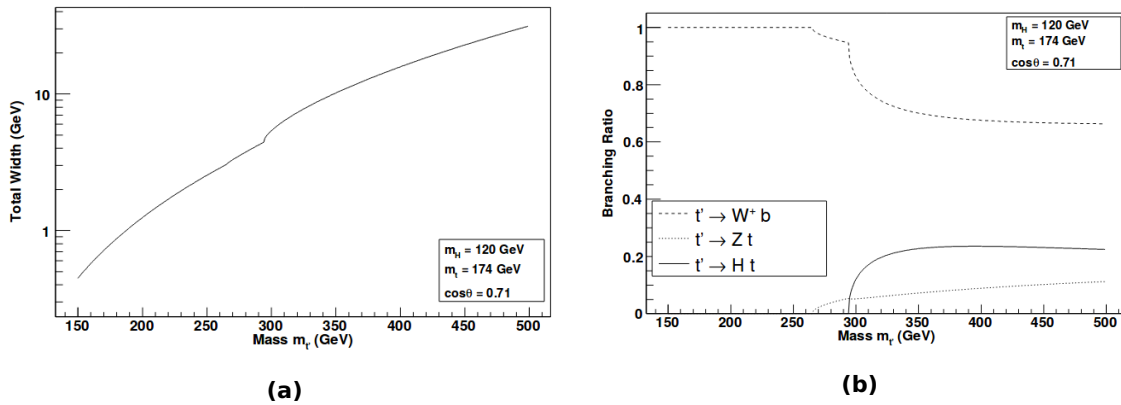 Total Width (GeV)
10
1
m_H = 120 GeV
m_t = 174 GeV
cosθ = 0.71
150 200 250 300 350 400 450 500
Mass m_t' (GeV)
(a)
Branching Ratio
1
0.8
0.6
0.4
0.2
0
m_H = 120 GeV
m_t = 174 GeV
cosθ = 0.71
t' → W⁺ b
t' → Z t
t' → H t
150 200 250 300 350 400 450 500
Mass m_t' (GeV)
(b)